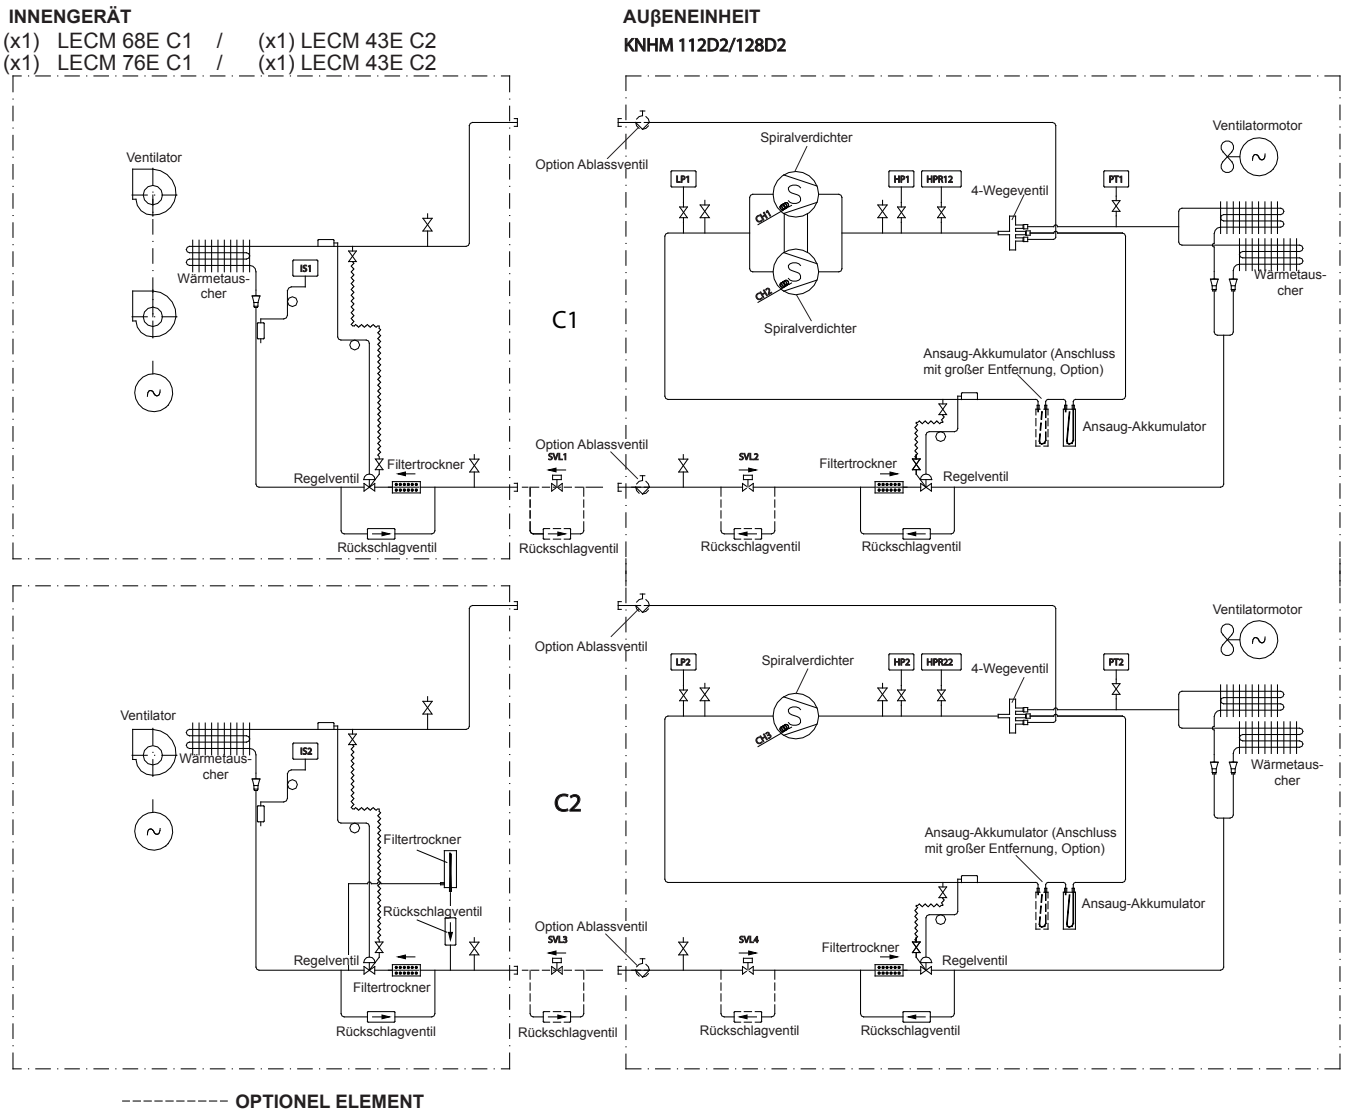 INNENGERÄT
(x1) LECM 68E C1 / (x1) LECM 43E C2
(x1) LECM 76E C1 / (x1) LECM 43E C2
AUβENEINHEIT
KNHM 112D2/128D2
Ventilator
IS1
Wärmetaus-
cher
Regelventil
Filtertrockner
Rückschlagventil
C1
Option Ablassventil
Option Ablassventil
SVL1
Rückschlagventil
LP1
Spiralverdichter
CH1
CH2
Spiralverdichter
HP1
HPR12
4-Wegeventil
PT1
Ventilatormotor
Wärmetaus-
cher
Ansaug-Akkumulator (Anschluss
mit großer Entfernung, Option)
Ansaug-Akkumulator
SVL2
Rückschlagventil
Filtertrockner
Regelventil
Rückschlagventil
Ventilator
IS2
Wärmetaus-
cher
Filtertrockner
Rückschlagventil
Regelventil
Filtertrockner
Rückschlagventil
C2
Option Ablassventil
Option Ablassventil
SVL3
Rückschlagventil
LP2
Spiralverdichter
CH3
HP2
HPR22
4-Wegeventil
PT2
Ventilatormotor
Wärmetaus-
cher
Ansaug-Akkumulator (Anschluss
mit großer Entfernung, Option)
Ansaug-Akkumulator
SVL4
Rückschlagventil
Filtertrockner
Regelventil
Rückschlagventil
OPTIONEL ELEMENT